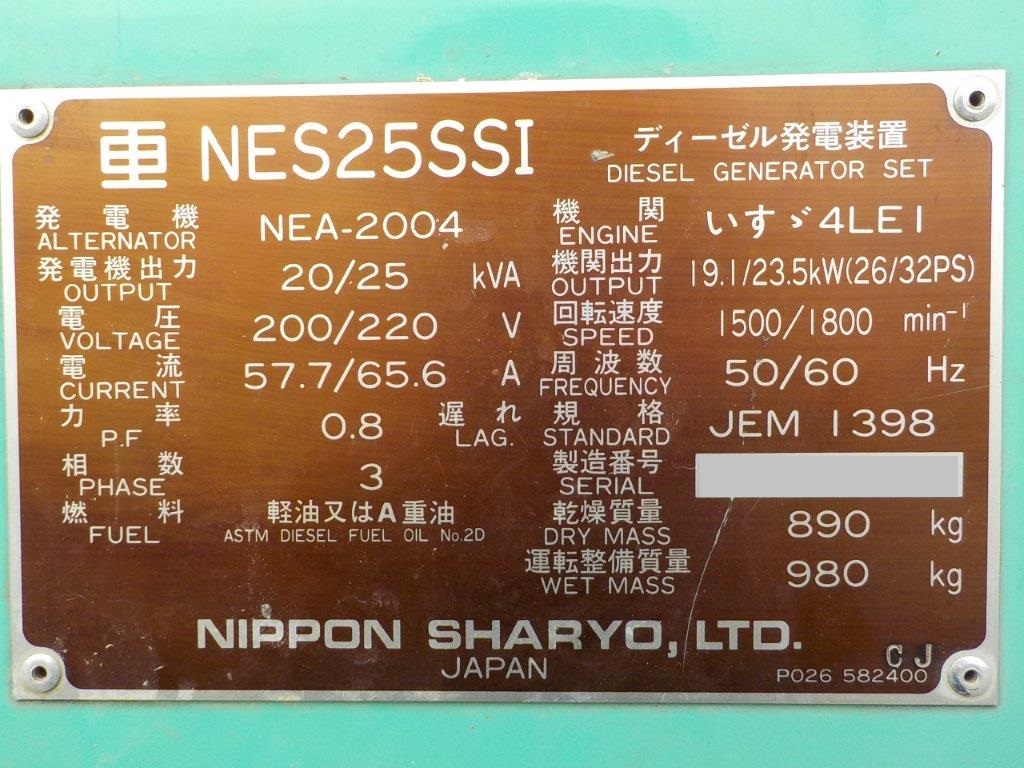 NES25SSI
ディーゼル発電装置
DIESEL GENERATOR SET
発電機 NEA-2004
ALTERNATOR
発電機出力 20/25 kVA
OUTPUT
電圧 200/220 V
VOLTAGE
電流 57.7/65.6 A
CURRENT
力率 0.8 遅れ
P.F LAG.
相数 3
PHASE
燃料 軽油又はA重油
FUEL ASTM DIESEL FUEL OIL No.2D
機関 いすゞ4LE1
ENGINE
機関出力 19.1/23.5kW(26/32PS)
OUTPUT
回転速度 1500/1800 min⁻¹
SPEED
周波数 50/60 Hz
FREQUENCY
規格 JEM 1398
STANDARD
製造番号
SERIAL
乾燥質量 890 kg
DRY MASS
運転整備質量 980 kg
WET MASS
NIPPON SHARYO, LTD.
JAPAN
CJ
P026 582400